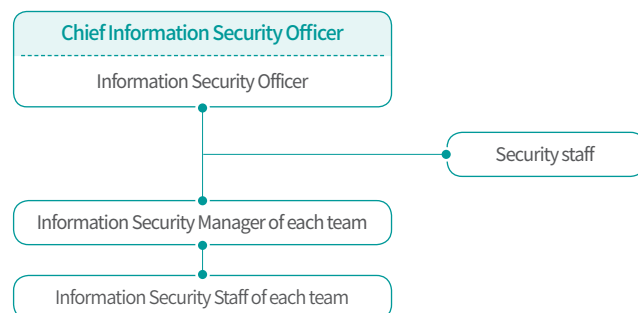 Chief Information Security Officer
Information Security Officer
Security staff
Information Security Manager of each team
Information Security Staff of each team